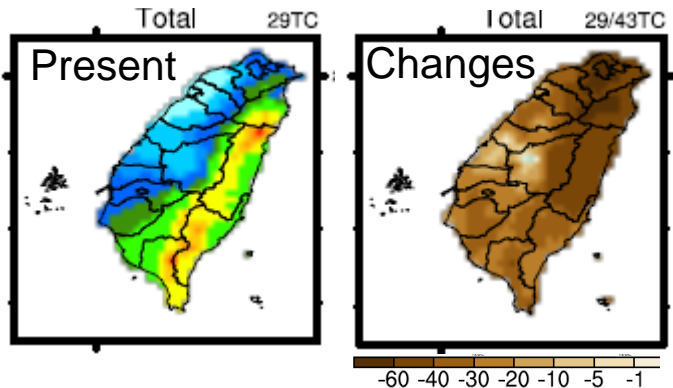 Total 29TC
Present
Total 29/43TC
Changes
-60 -40 -30 -20 -10 -5 -1